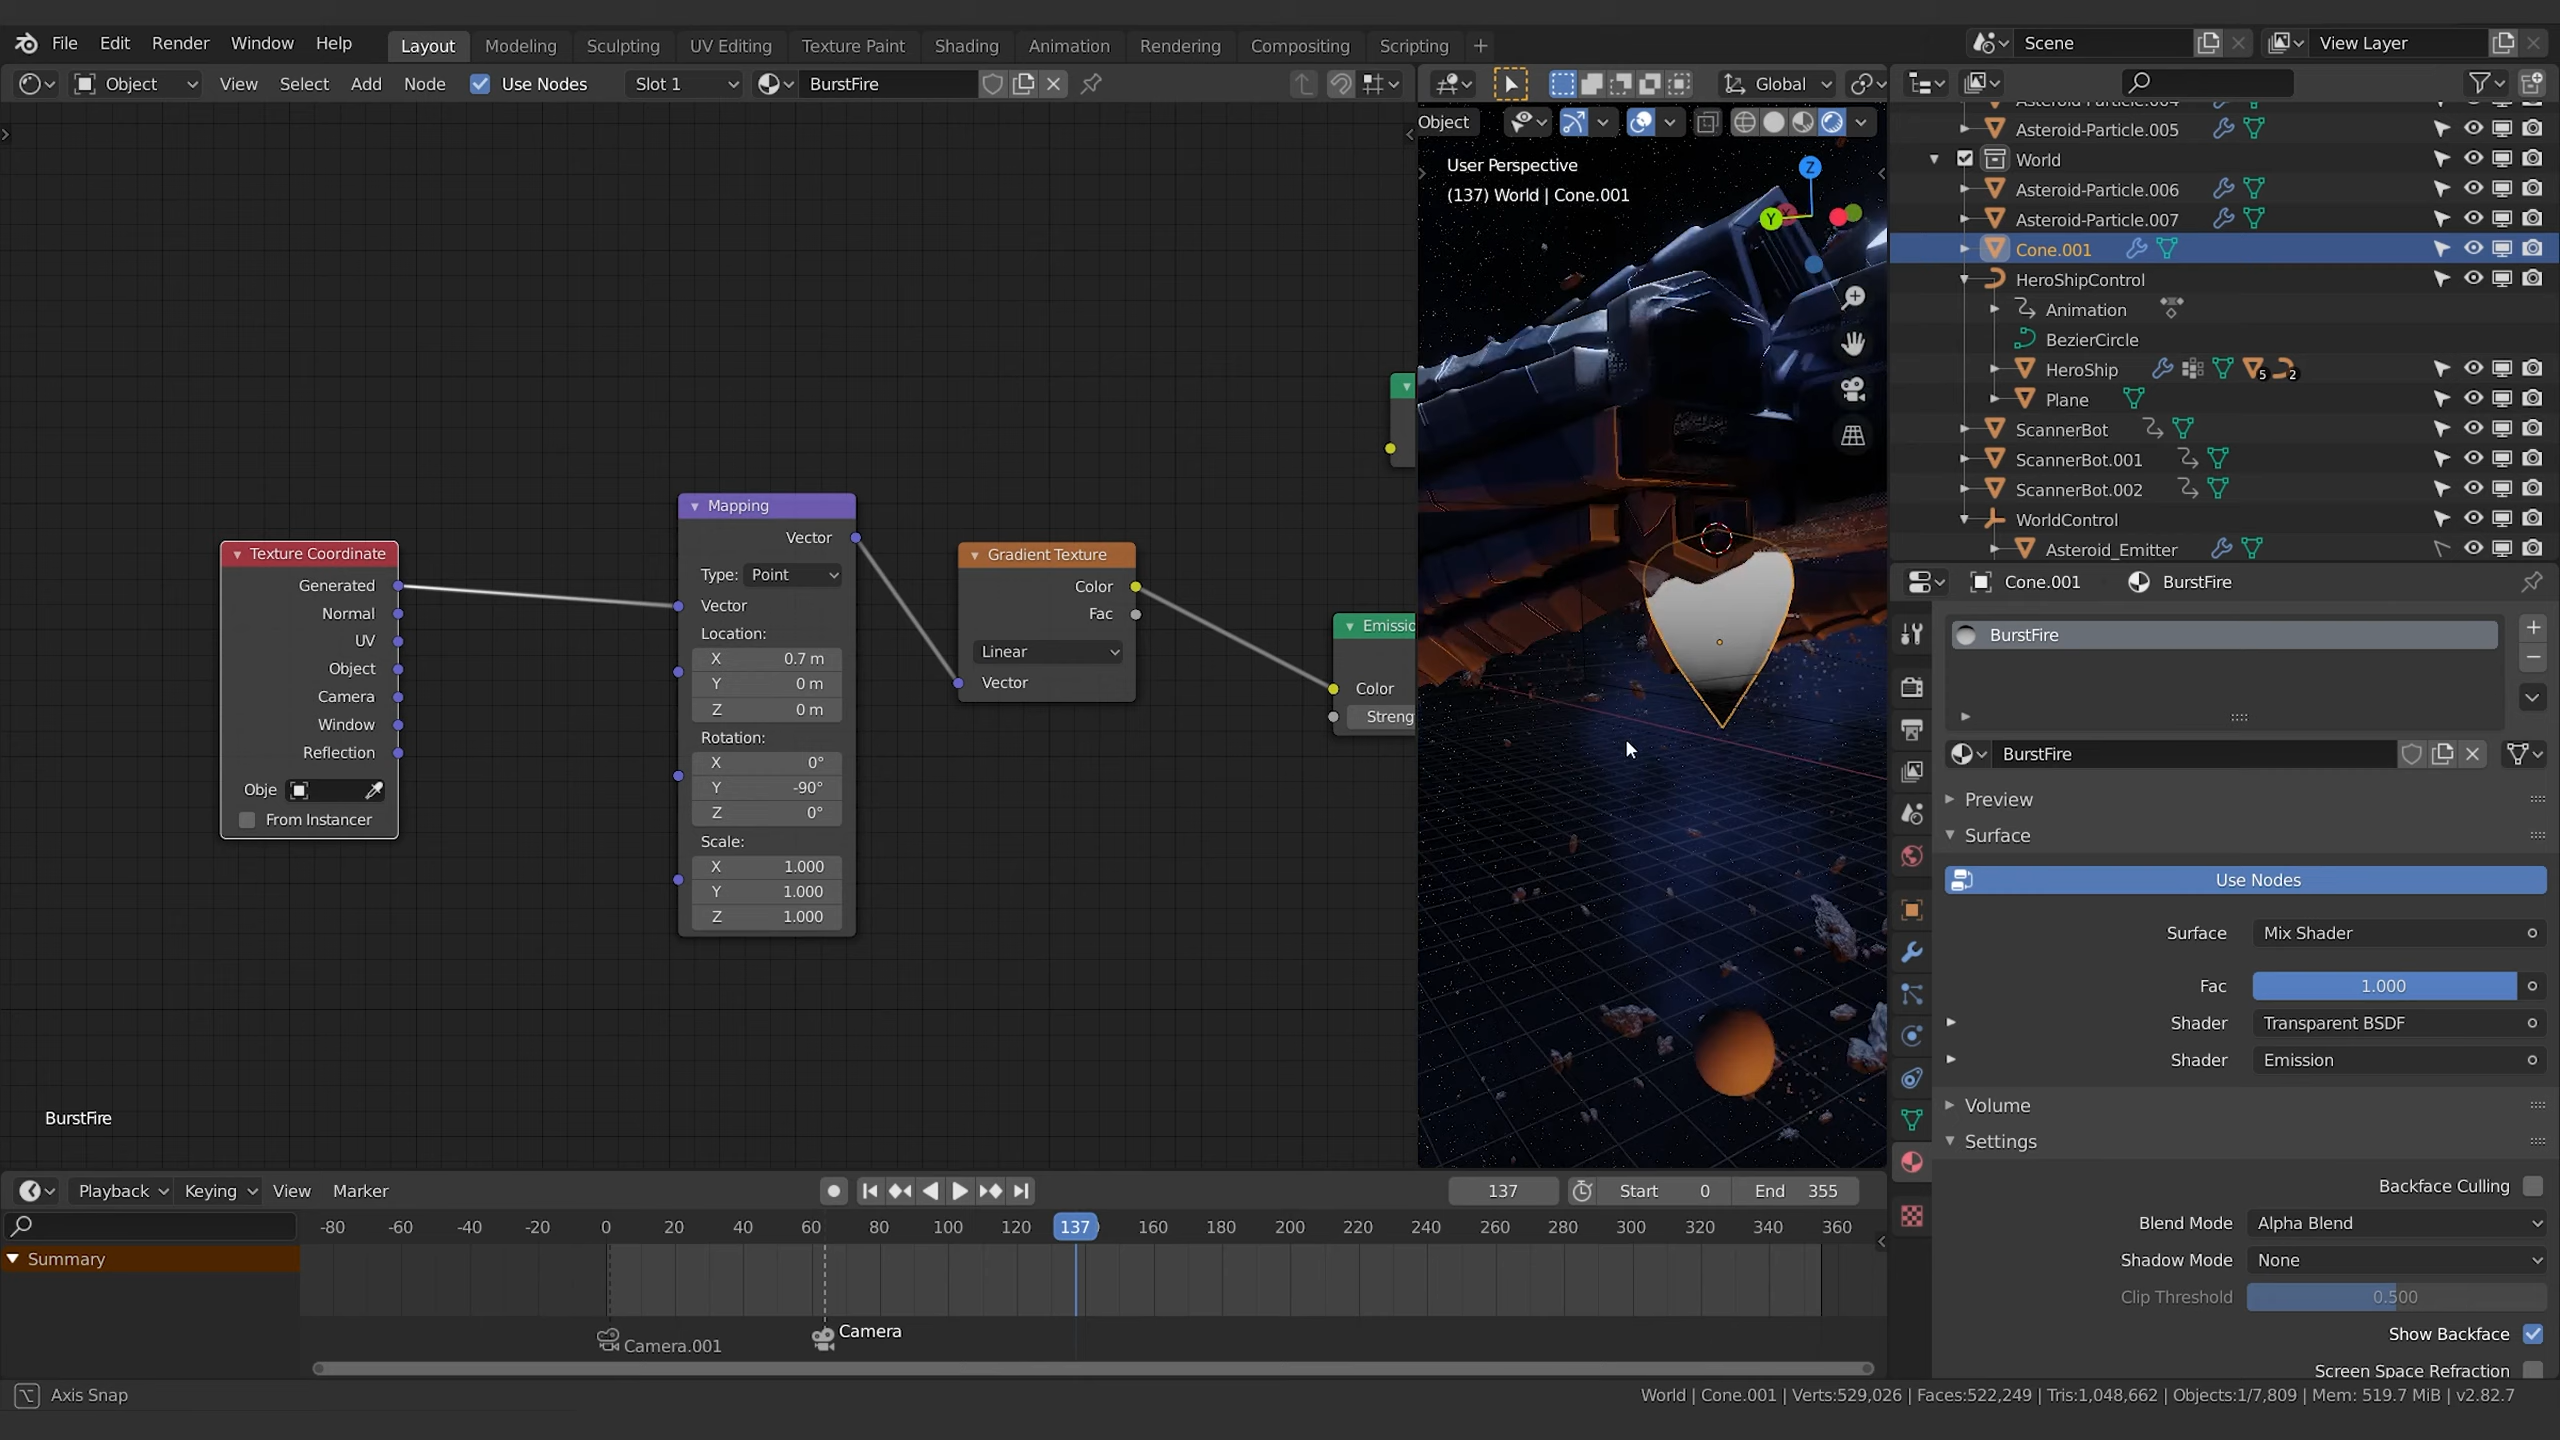 File Edit Render Window Help Layout Modeling Sculpting UV Editing Texture Paint Shading Animation Rendering Compositing Scripting + Scene View Layer
Object View Select Add Node Use Nodes Slot 1 BurstFire Global
Object
User Perspective
(137) World | Cone.001
Z
Y
Asteroid-Particle.004
Asteroid-Particle.005
World
Asteroid-Particle.006
Asteroid-Particle.007
Cone.001
HeroShipControl
Animation
BezierCircle
HeroShip 5 2
Plane
ScannerBot
ScannerBot.001
ScannerBot.002
WorldControl
Asteroid_Emitter
Texture Coordinate
Generated
Normal
UV
Object
Camera
Window
Reflection
Obje
From Instancer
Mapping
Vector
Type: Point
Vector
Location:
X 0.7 m
Y 0 m
Z 0 m
Rotation:
X 0°
Y -90°
Z 0°
Scale:
X 1.000
Y 1.000
Z 1.000
Gradient Texture
Color
Fac
Linear
Vector
Emissio
Color
Streng
BurstFire
Cone.001 BurstFire
BurstFire
BurstFire
Preview
Surface
Use Nodes
Surface Mix Shader
Fac 1.000
Shader Transparent BSDF
Shader Emission
Volume
Settings
Backface Culling
Blend Mode Alpha Blend
Shadow Mode None
Clip Threshold 0.500
Show Backface
Screen Space Refraction
Playback Keying View Marker 137 Start 0 End 355
-80 -60 -40 -20 0 20 40 60 80 100 120 137 160 180 200 220 240 260 280 300 320 340 360
Summary
Camera.001 Camera
Axis Snap World | Cone.001 | Verts:529,026 | Faces:522,249 | Tris:1,048,662 | Objects:1/7,809 | Mem: 519.7 MiB | v2.82.7